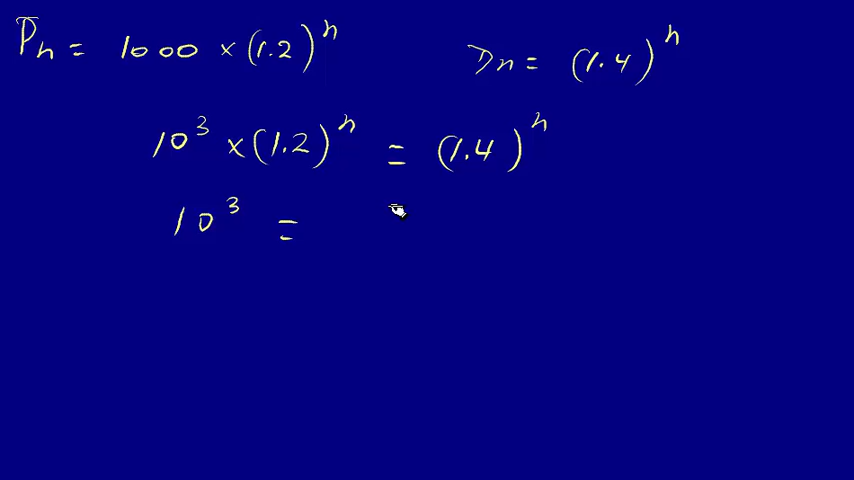 Pn = 1000 × (1.2)^n Dn = (1.4)^n
10^3 × (1.2)^n = (1.4)^n
10^3 =